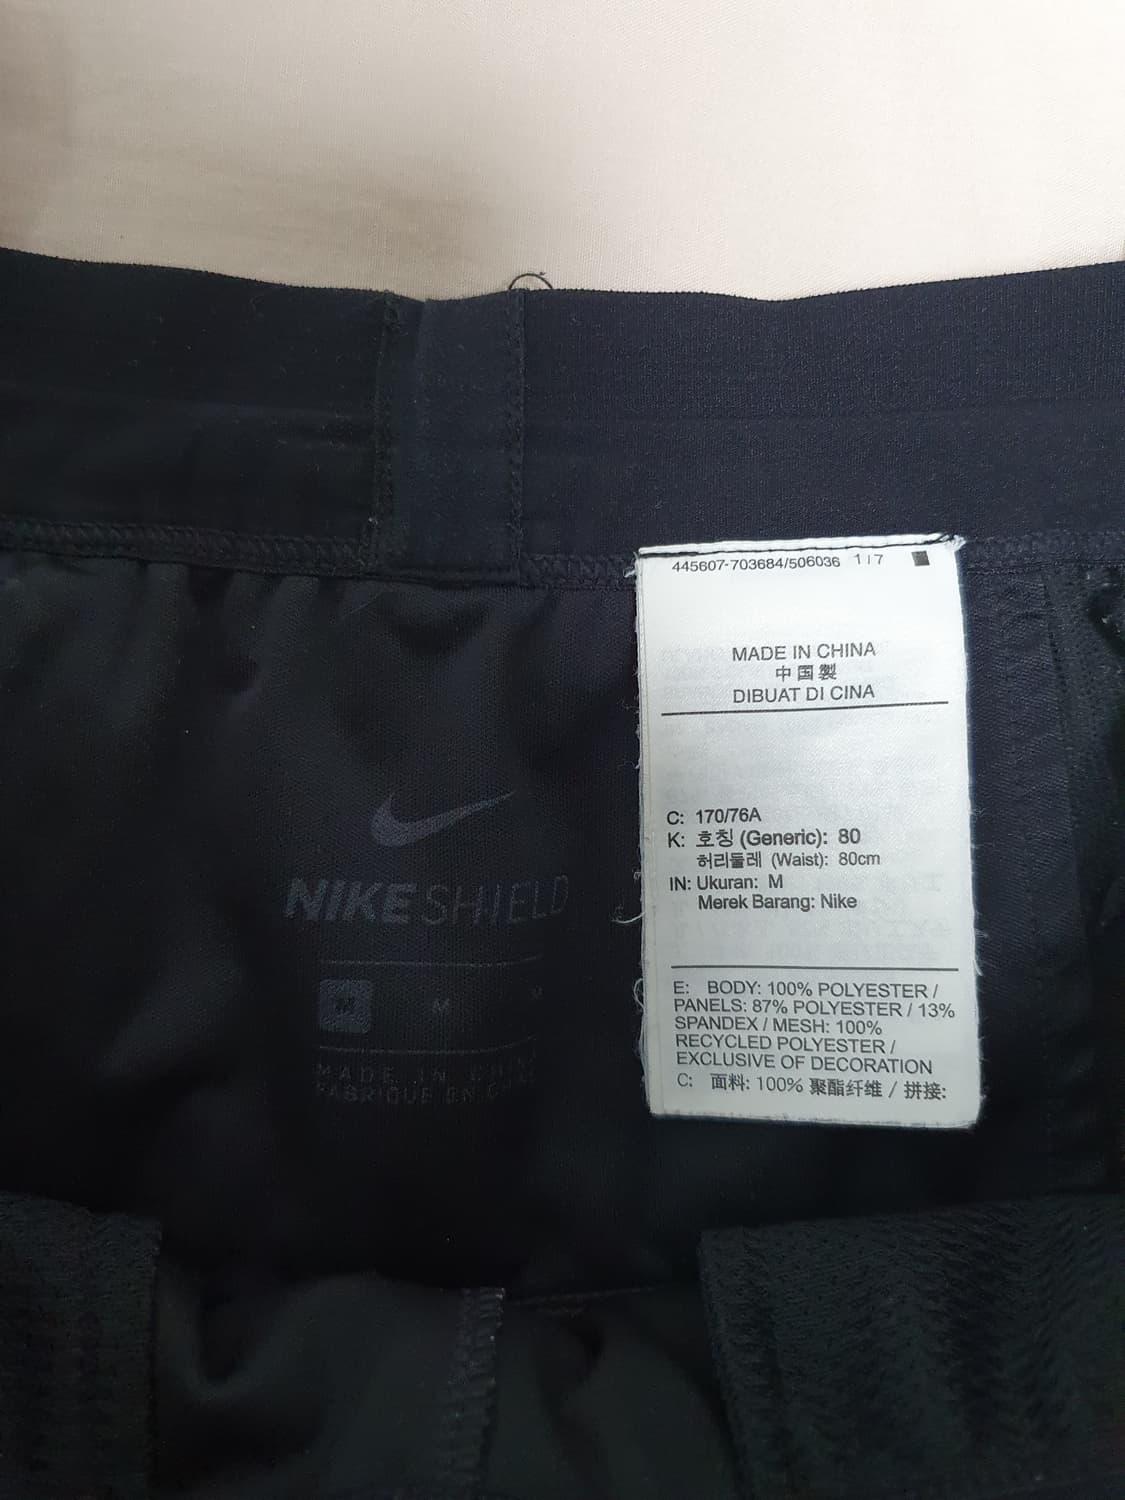 445607-703684/506036 1/7
MADE IN CHINA
中国製
DIBUAT DI CINA
C: 170/76A
K: 호칭 (Generic): 80
허리둘레 (Waist): 80cm
IN: Ukuran: M
Merek Barang: Nike
E: BODY: 100% POLYESTER /
PANELS: 87% POLYESTER / 13%
SPANDEX / MESH: 100%
RECYCLED POLYESTER /
EXCLUSIVE OF DECORATION
C: 面料: 100% 聚酯纤维 / 拼接:
NIKE SHIELD
M M M
MADE IN
FABRIQUE EN